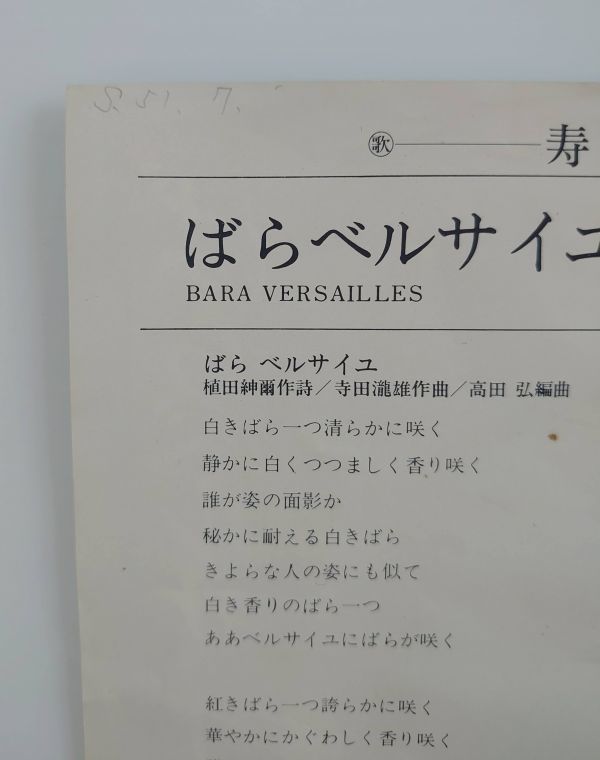 S. 51. 7.
歌 寿
ばらベルサイユ
BARA VERSAILLES
ばら ベルサイユ
植田紳爾作詩／寺田瀧雄作曲／高田 弘編曲
白きばら一つ清らかに咲く
静かに白くつつましく香り咲く
誰が姿の面影か
秘かに耐える白きばら
きよらな人の姿にも似て
白き香りのばら一つ
ああベルサイユにばらが咲く
紅きばら一つ誇らかに咲く
華やかにかぐわしく香り咲く